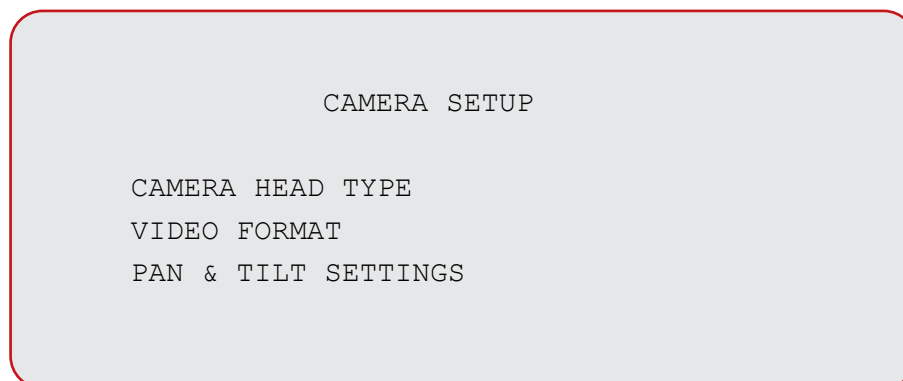 CAMERA SETUP
CAMERA HEAD TYPE
VIDEO FORMAT
PAN & TILT SETTINGS